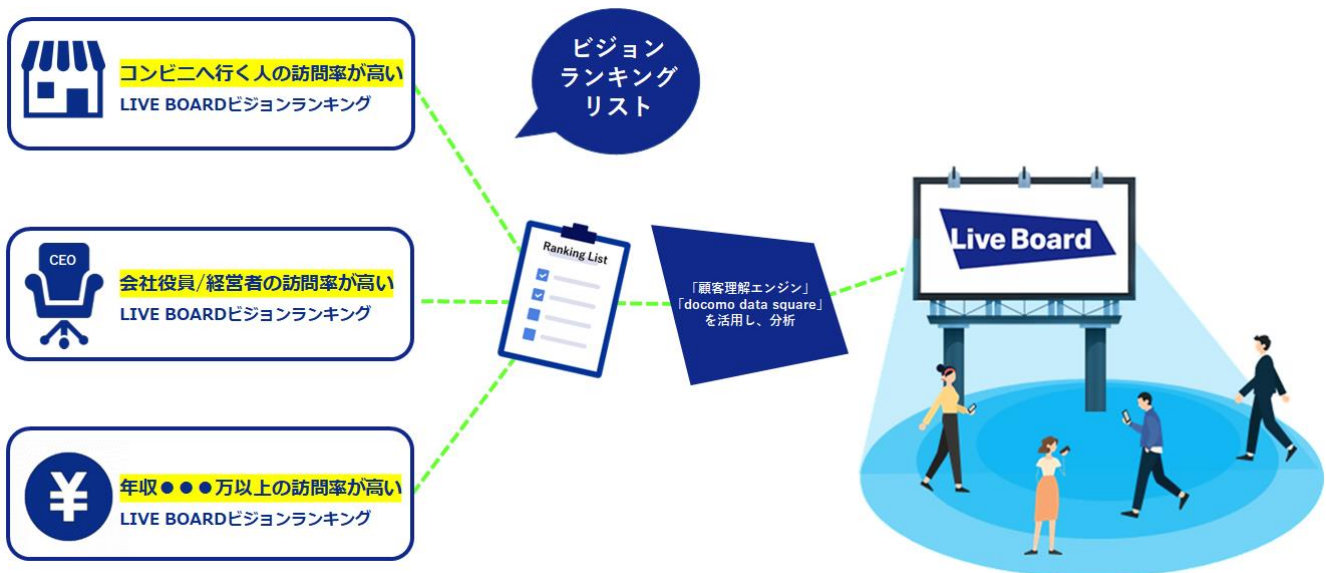 コンビニへ行く人の訪問率が高い
LIVE BOARDビジョンランキング
CEO
会社役員/経営者の訪問率が高い
LIVE BOARDビジョンランキング
¥
年収●●●万以上の訪問率が高い
LIVE BOARDビジョンランキング
ビジョン
ランキング
リスト
Ranking List
「顧客理解エンジン」
「docomo data square」
を活用し、分析
Live Board